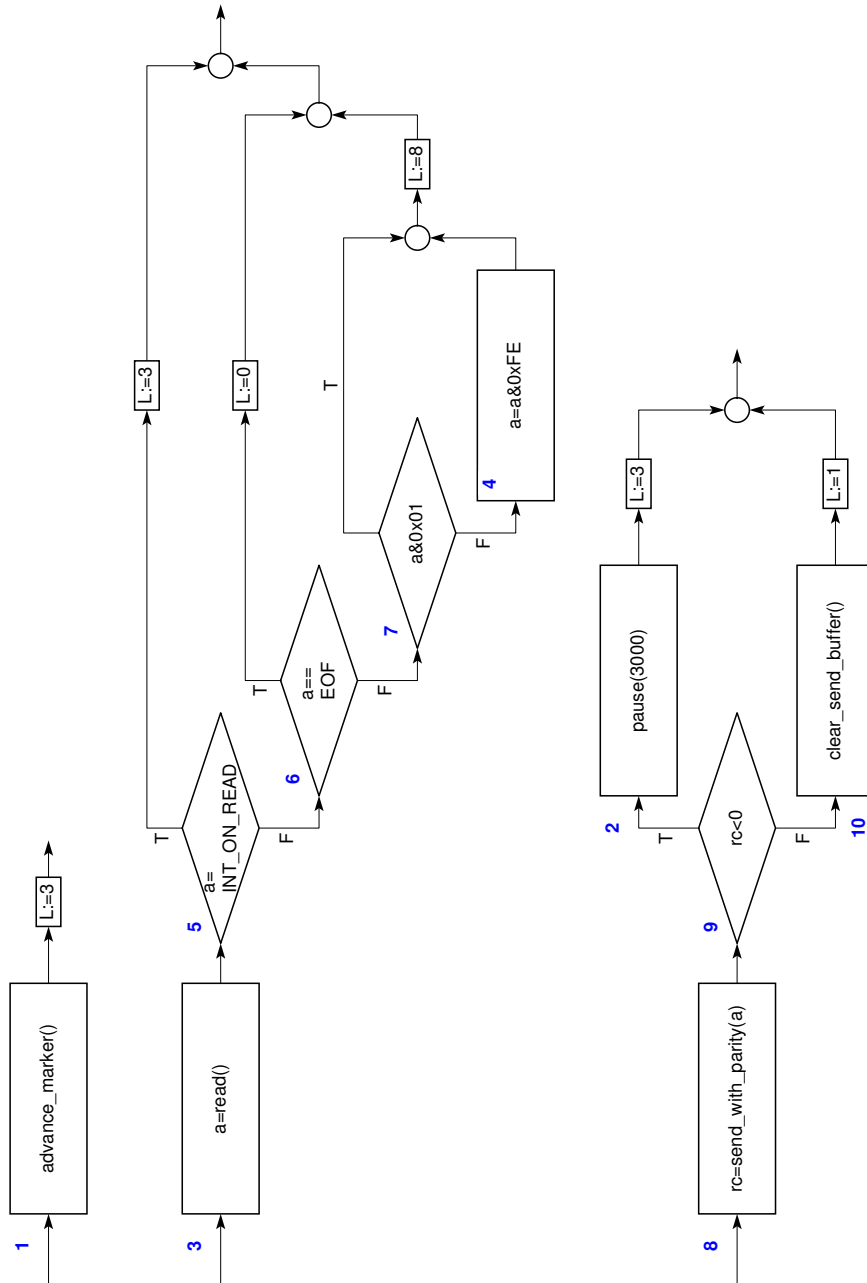 1
advance_marker()
L:=3
3
a=read()
5
a=
INT_ON_READ
T
F
L:=3
6
a==
EOF
T
F
L:=0
7
a&0x01
T
F
4
a=a&0xFE
L:=8
8
rc=send_with_parity(a)
9
rc<0
T
F
2
pause(3000)
L:=3
10
clear_send_buffer()
L:=1